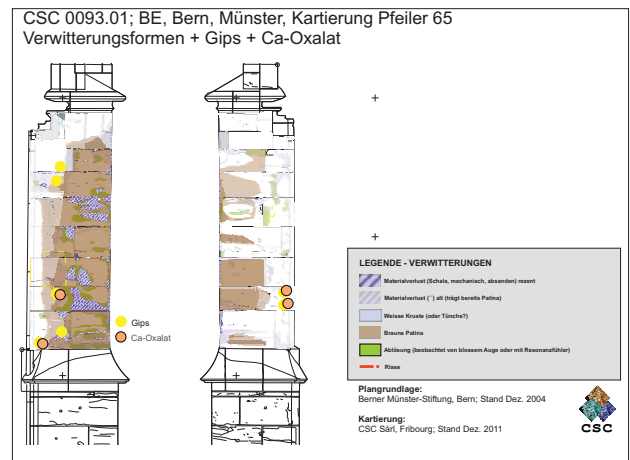 CSC 0093.01; BE, Bern, Münster, Kartierung Pfeiler 65
Verwitterungsformen + Gips + Ca-Oxalat
Gips
Ca-Oxalat
LEGENDE - VERWITTERUNGEN
Materialverlust (Schale, mechanisch, absanden) rezent
Materialverlust (¨) alt (trägt bereits Patina)
Weisse Kruste (oder Tünche?)
Braune Patina
Ablösung (beobachtet von blossem Auge oder mit Resonanzfühler)
Risse
Plangrundlage:
Berner Münster-Stiftung, Bern; Stand Dez. 2004
Kartierung:
CSC Sàrl, Fribourg; Stand Dez. 2011
CSC